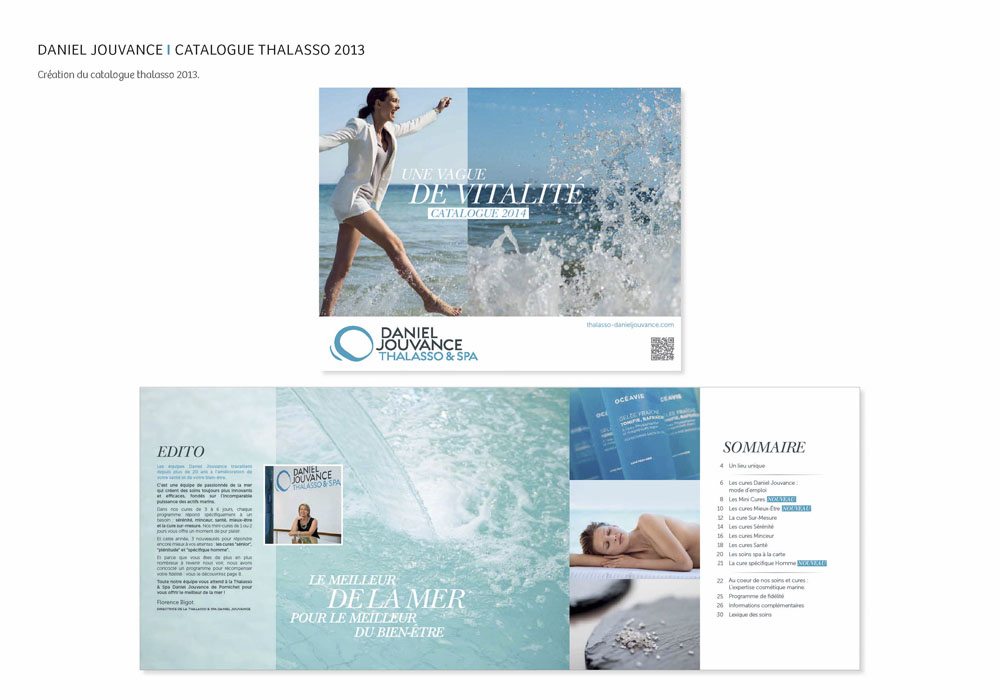 DANIEL JOUVANCE I CATALOGUE THALASSO 2013
Création du catalogue thalasso 2013.
UNE VAGUE
DE VITALITÉ
CATALOGUE 2014
thalasso-danieljouvance.com
DANIEL
JOUVANCE
THALASSO & SPA
EDITO
Les équipes Daniel Jouvance travaillent
depuis plus de 20 ans à l'amélioration de
votre santé et de votre bien-être.
C'est une équipe de passionnés de la mer
qui créent des soins toujours plus innovants
et efficaces, fondés sur l'incomparable
puissance des actifs marins.
Dans nos cures de 3 à 6 jours, chaque
programme répond spécifiquement à un
besoin : sérénité, minceur, santé, mieux-être
et la cure sur-mesure. Nos mini cures de 1 ou 2
jours vous offrent un moment de pur plaisir.
Et cette année, 3 nouveautés pour répondre
encore mieux à vos attentes : les cures "sérénité",
"plénitude" et "spécifique homme".
Et parce que vous êtes de plus en plus
nombreux à revenir nous voir, nous avons
concocté un programme pour récompenser
votre fidélité : vous le découvrirez page 8.
Toute notre équipe vous attend à la Thalasso
& Spa Daniel Jouvance de Pornichet pour
vous offrir le meilleur de la mer !
Florence Bigot
DIRECTRICE DE LA THALASSO & SPA DANIEL JOUVANCE
DANIEL
JOUVANCE
THALASSO & SPA
LE MEILLEUR
DE LA MER
POUR LE MEILLEUR
DU BIEN-ÊTRE
OCÉAVIE
GELÉE FRAÎCHE
TONIFIE, RAFFERMIT
SOMMAIRE
4 Un lieu unique
6 Les cures Daniel Jouvance :
mode d'emploi
8 Les Mini Cures NOUVEAU
10 Les cures Mieux-Être NOUVEAU
12 La cure Sur-Mesure
14 Les cures Sérénité
16 Les cures Minceur
18 Les cures Santé
20 Les soins spa à la carte
21 La cure spécifique Homme NOUVEAU
22 Au coeur de nos soins et cures :
L'expertise cosmétique marine
25 Programme de fidélité
26 Informations complémentaires
30 Lexique des soins